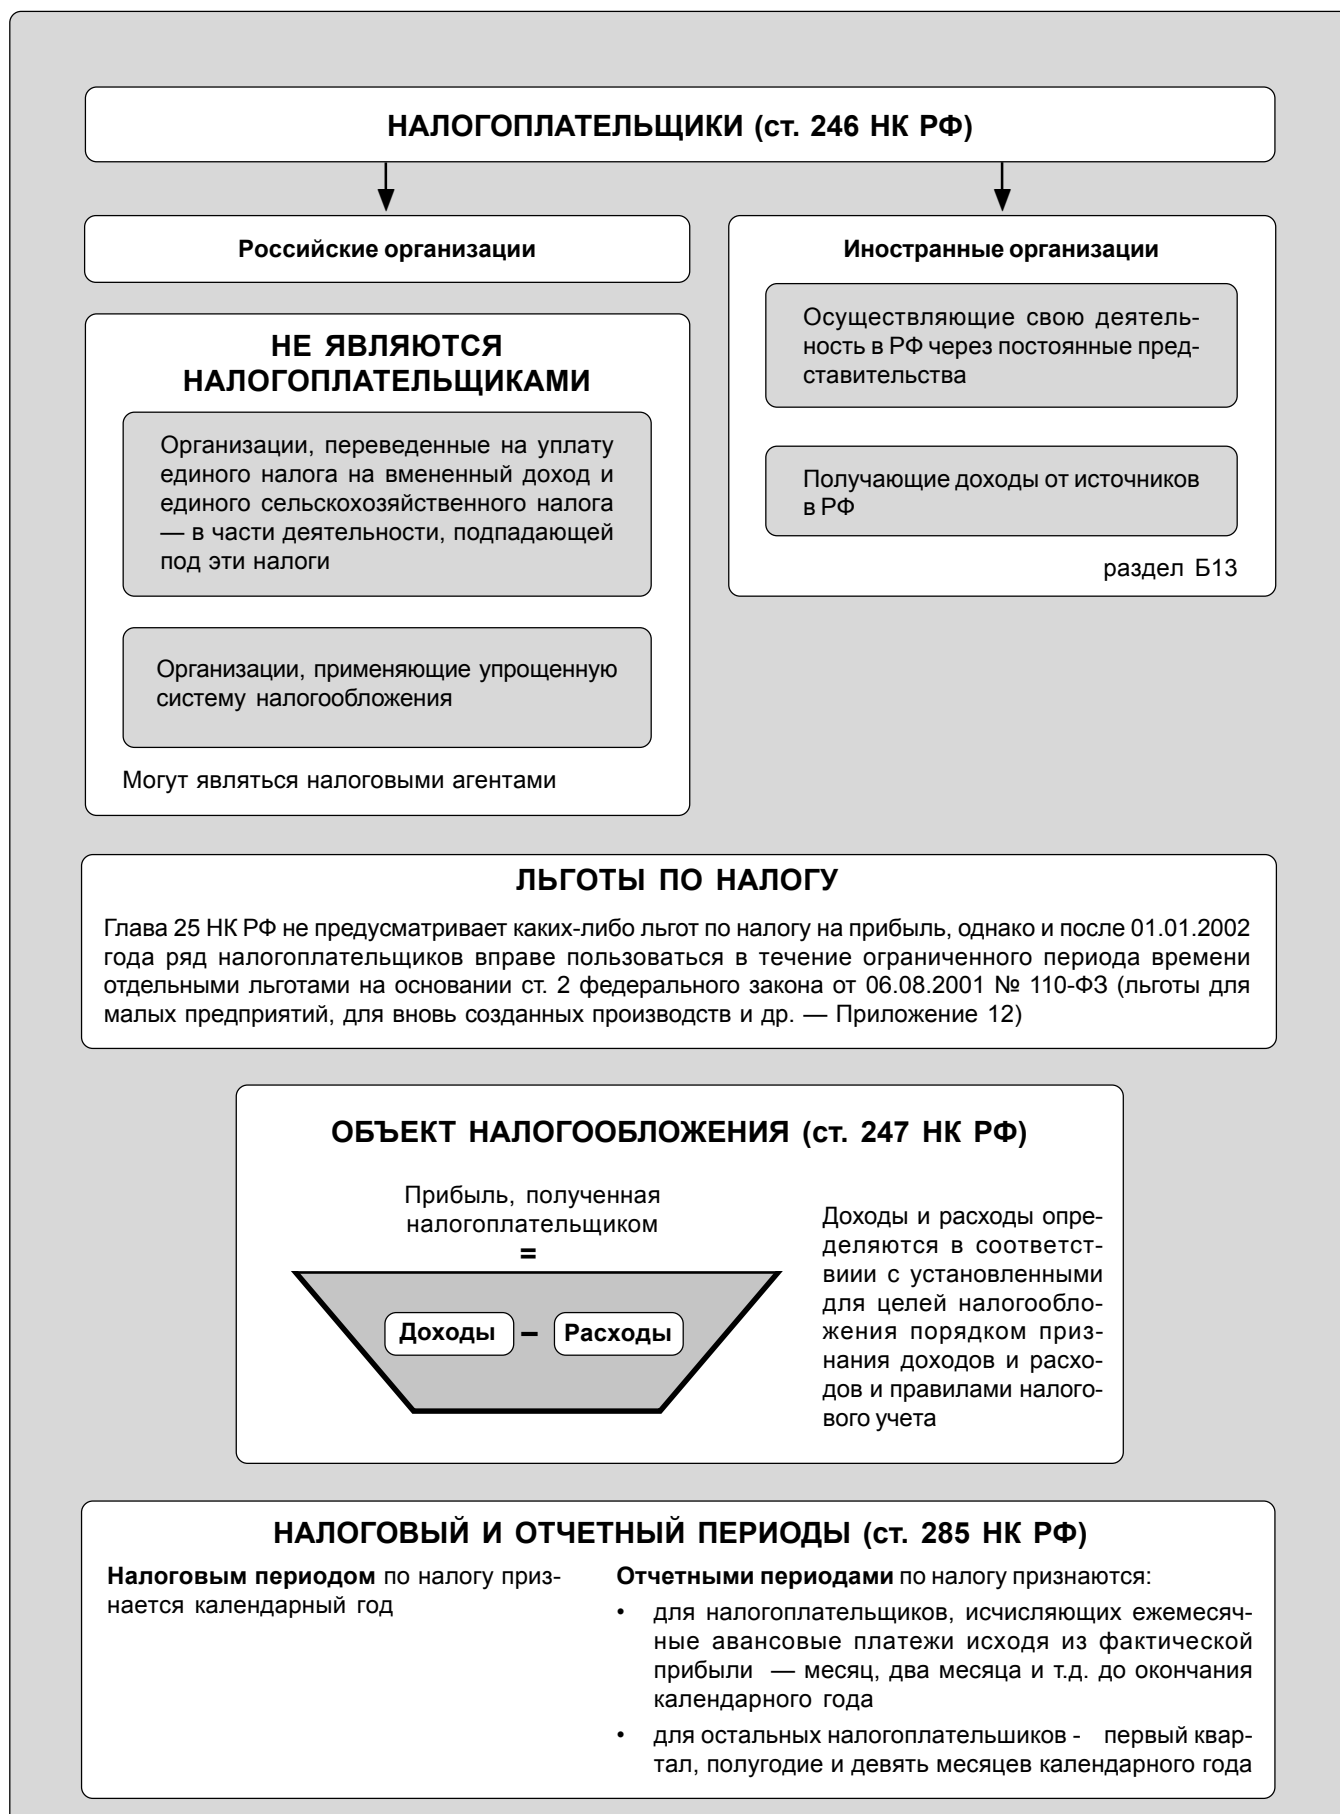 НАЛОГОПЛАТЕЛЬЩИКИ (ст. 246 НК РФ)
Российские организации
НЕ ЯВЛЯЮТСЯ
НАЛОГОПЛАТЕЛЬЩИКАМИ
Организации, переведенные на уплату
единого налога на вмененный доход и
единого сельскохозяйственного налога
— в части деятельности, подпадающей
под эти налоги
Организации, применяющие упрощенную
систему налогообложения
Могут являться налоговыми агентами
Иностранные организации
Осуществляющие свою деятель-
ность в РФ через постоянные пред-
ставительства
Получающие доходы от источников
в РФ
раздел Б13
ЛЬГОТЫ ПО НАЛОГУ
Глава 25 НК РФ не предусматривает каких-либо льгот по налогу на прибыль, однако и после 01.01.2002
года ряд налогоплательщиков вправе пользоваться в течение ограниченного периода времени
отдельными льготами на основании ст. 2 федерального закона от 06.08.2001 № 110-ФЗ (льготы для
малых предприятий, для вновь созданных производств и др. — Приложение 12)
ОБЪЕКТ НАЛОГООБЛОЖЕНИЯ (ст. 247 НК РФ)
Прибыль, полученная
налогоплательщиком
=
Доходы – Расходы
Доходы и расходы опре-
деляются в соответст-
виии с установленными
для целей налогообло-
жения порядком приз-
нания доходов и расхо-
дов и правилами налого-
вого учета
НАЛОГОВЫЙ И ОТЧЕТНЫЙ ПЕРИОДЫ (ст. 285 НК РФ)
Налоговым периодом по налогу приз-
нается календарный год
Отчетными периодами по налогу признаются:
• для налогоплательщиков, исчисляющих ежемесяч-
ные авансовые платежи исходя из фактической
прибыли — месяц, два месяца и т.д. до окончания
календарного года
• для остальных налогоплательшиков - первый квар-
тал, полугодие и девять месяцев календарного года